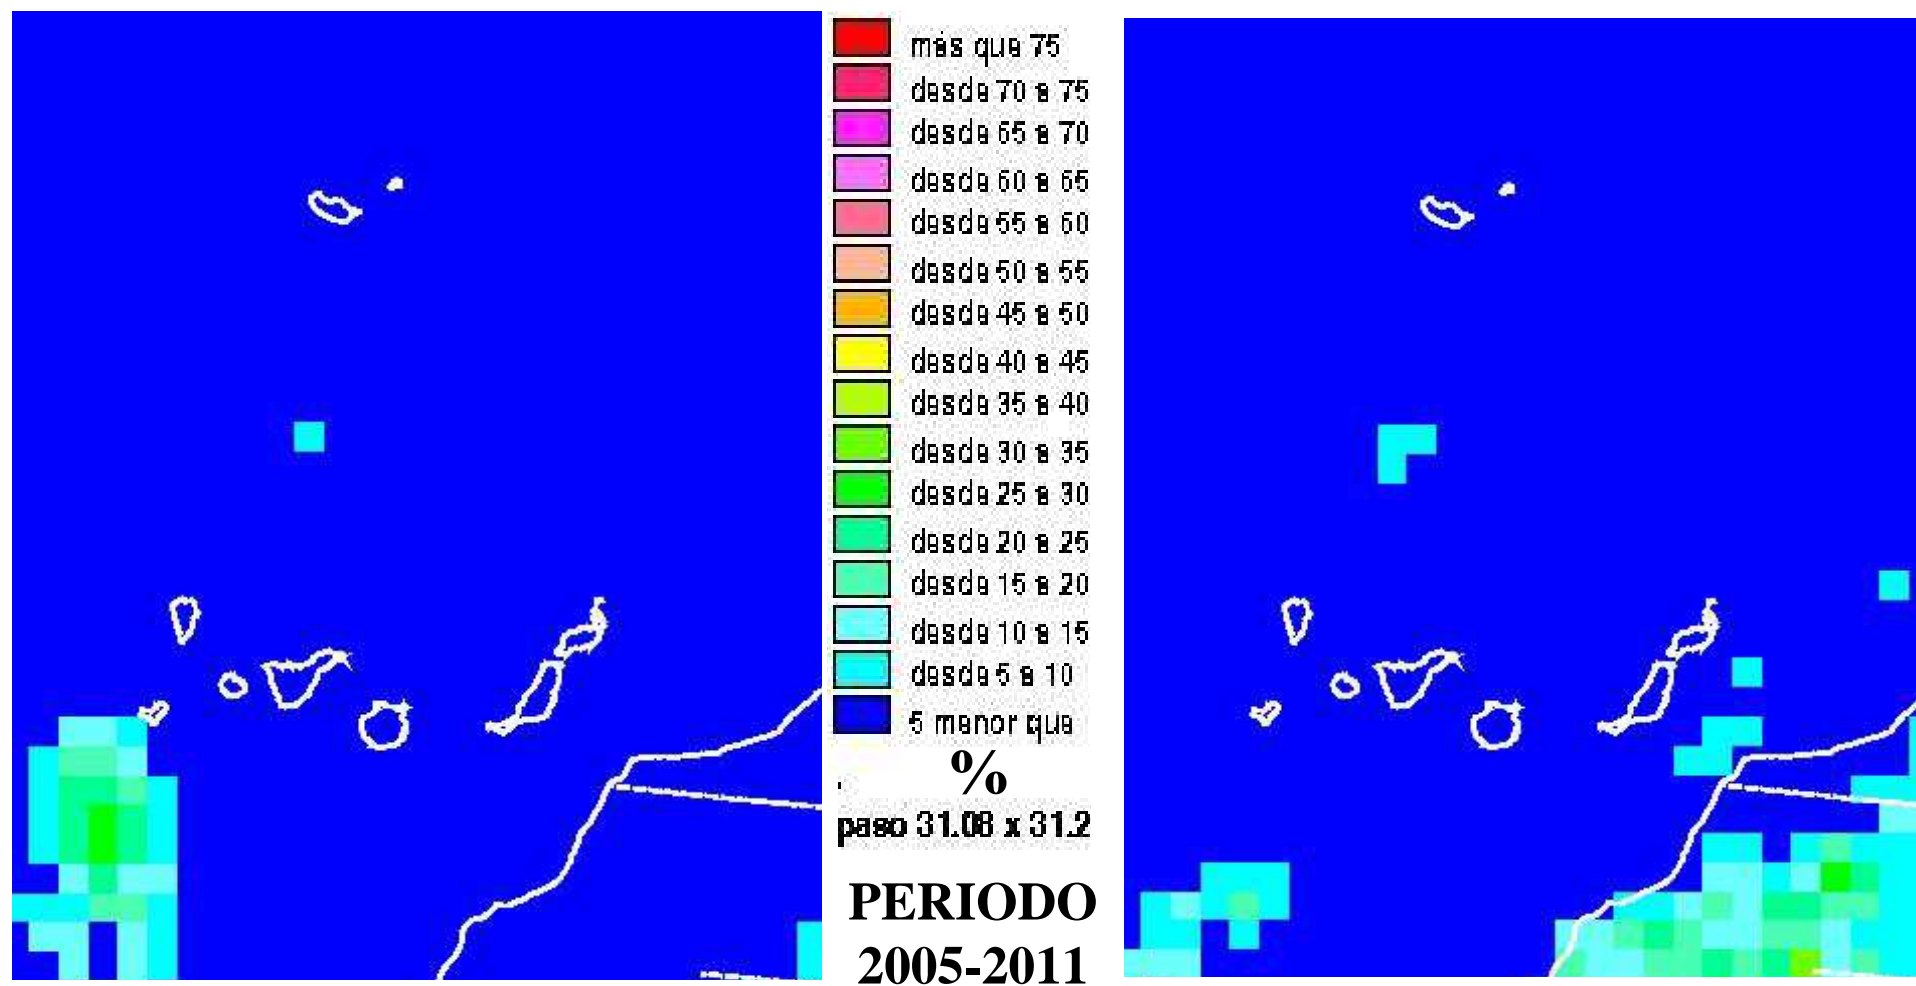 más que 75
desde 70 a 75
desde 65 a 70
desde 60 a 65
desde 55 a 60
desde 50 a 55
desde 45 a 50
desde 40 a 45
desde 35 a 40
desde 30 a 35
desde 25 a 30
desde 20 a 25
desde 15 a 20
desde 10 a 15
desde 5 a 10
5 menor que
%
paso 31.08 x 31.2
PERIODO
2005-2011